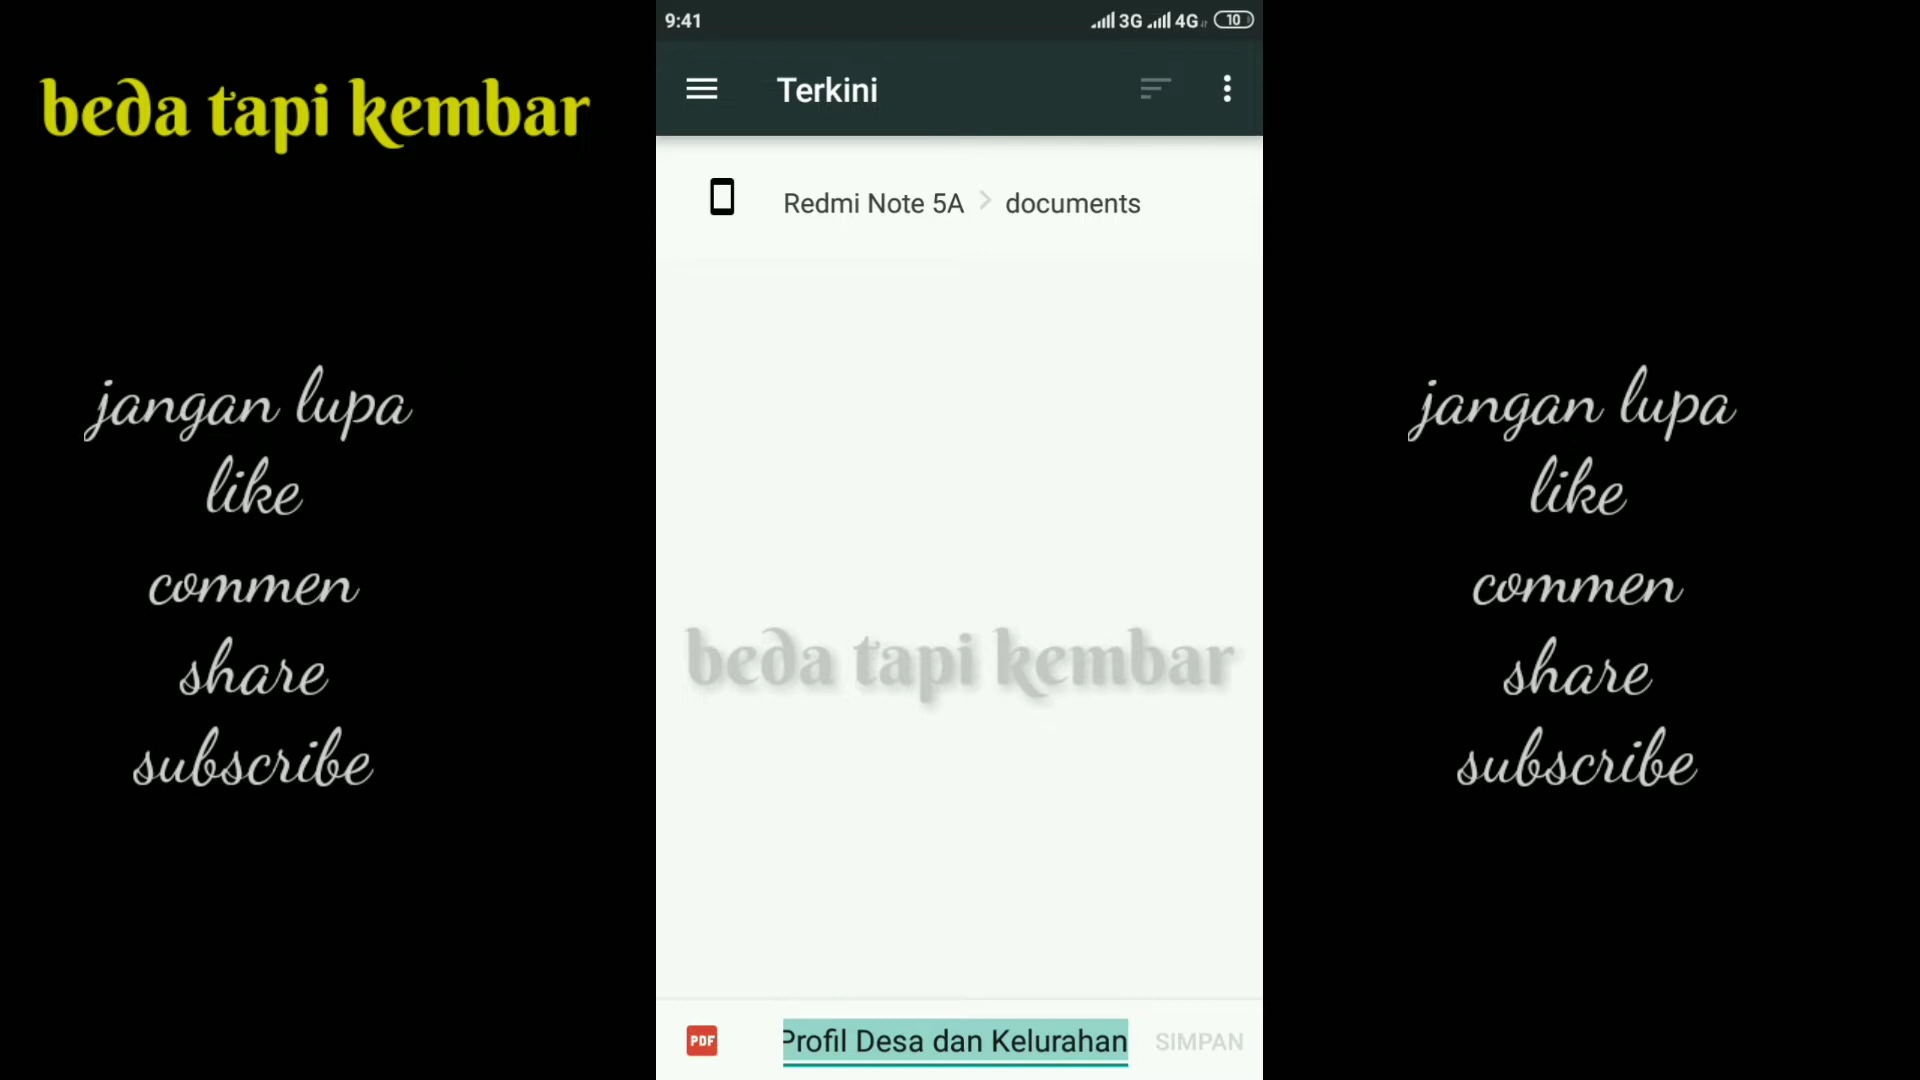 9:41 3G 4G 10
beda tapi kembar
Terkini
Redmi Note 5A > documents
jangan lupa
like
commen
share
subscribe
jangan lupa
like
commen
share
subscribe
beda tapi kembar
PDF Profil Desa dan Kelurahan SIMPAN